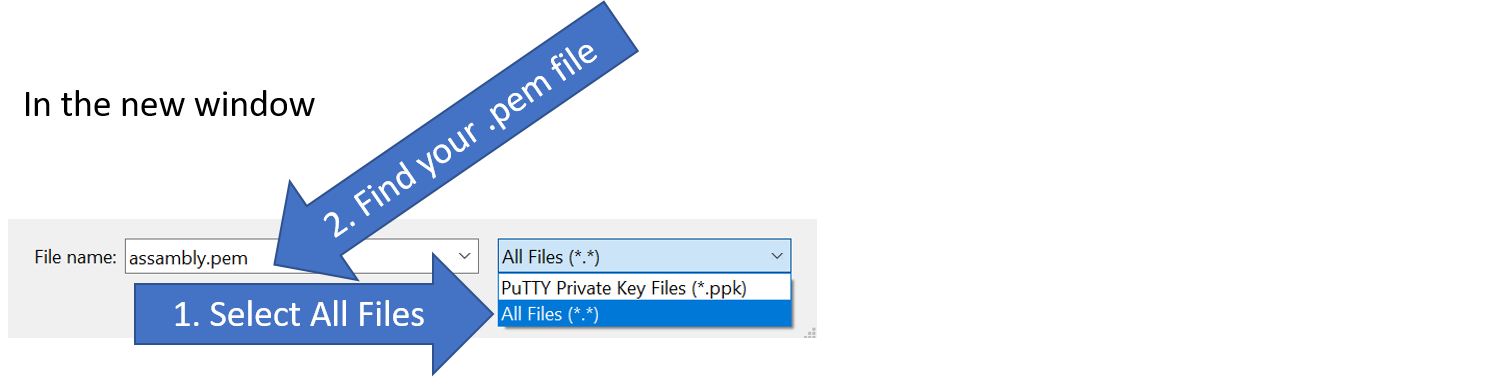 In the new window
2. Find your .pem file
File name: assambly.pem All Files (*.*)
PuTTY Private Key Files (*.ppk)
1. Select All Files
All Files (*.*)